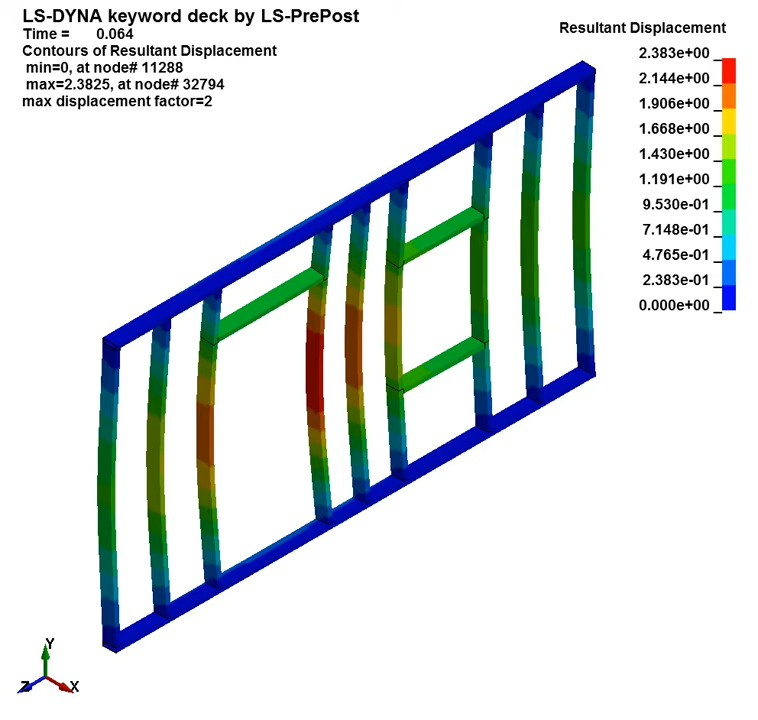 LS-DYNA keyword deck by LS-PrePost
Time = 0.064
Contours of Resultant Displacement
min=0, at node# 11288
max=2.3825, at node# 32794
max displacement factor=2
Resultant Displacement
2.383e+00
2.144e+00
1.906e+00
1.668e+00
1.430e+00
1.191e+00
9.530e-01
7.148e-01
4.765e-01
2.383e-01
0.000e+00
Y
Z
X